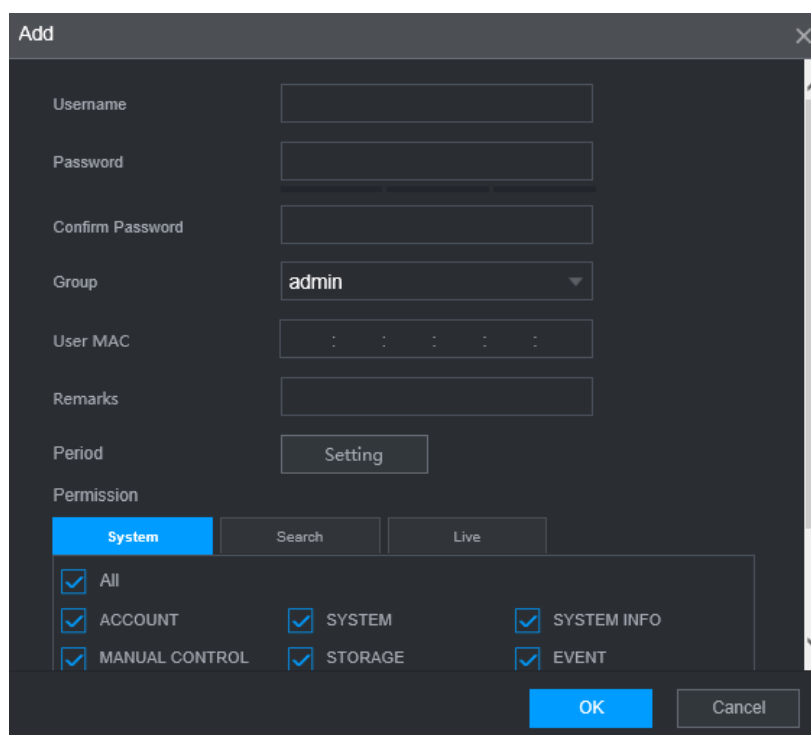 Add
Username
Password
Confirm Password
Group admin
User MAC : : : : :
Remarks
Period Setting
Permission
System Search Live
All
ACCOUNT SYSTEM SYSTEM INFO
MANUAL CONTROL STORAGE EVENT
OK Cancel